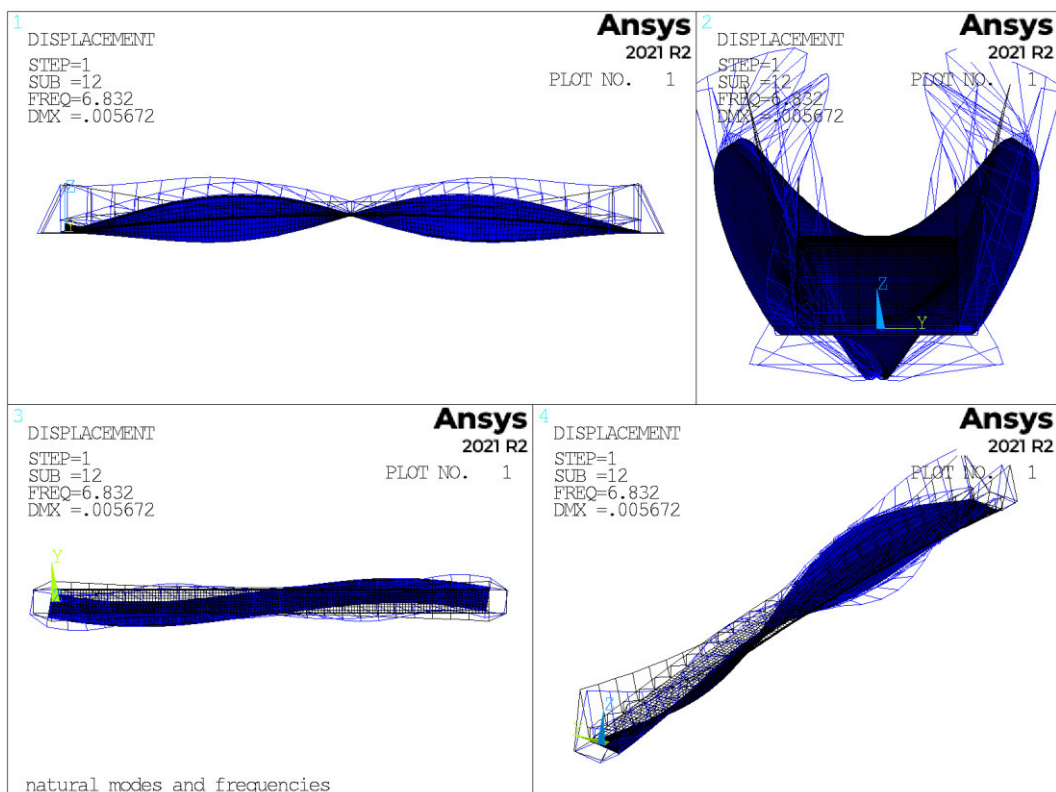 1
Ansys
2021 R2
DISPLACEMENT
STEP=1
SUB =12
FREQ=6.832
DMX =.005672
PLOT NO. 1
Z
Y
2
Ansys
2021 R2
DISPLACEMENT
STEP=1
SUB =12
FREQ=6.832
DMX =.005672
PLOT NO. 1
Z
Y
3
Ansys
2021 R2
DISPLACEMENT
STEP=1
SUB =12
FREQ=6.832
DMX =.005672
PLOT NO. 1
Y
natural modes and frequencies
4
Ansys
2021 R2
DISPLACEMENT
STEP=1
SUB =12
FREQ=6.832
DMX =.005672
PLOT NO. 1
Z